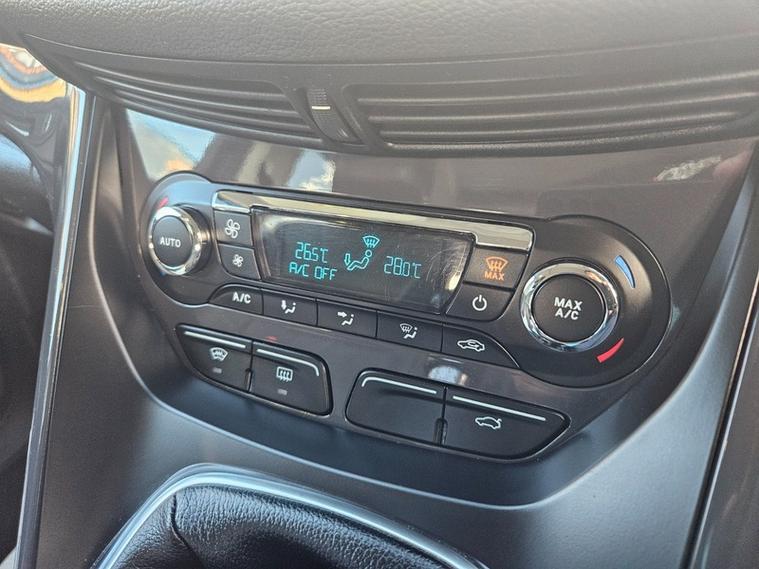 AUTO
26.5°C
28.0°C
A/C OFF
MAX
A/C
MAX
A/C